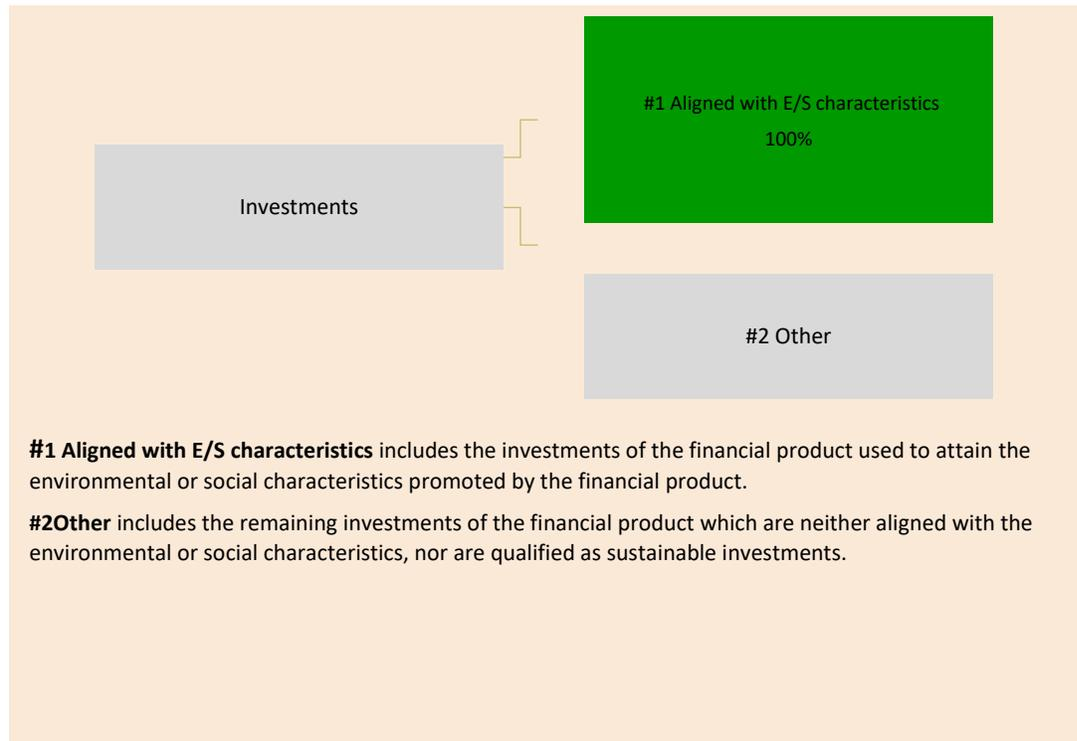 #1 Aligned with E/S characteristics
100%
Investments
#2 Other
#1 Aligned with E/S characteristics includes the investments of the financial product used to attain the
environmental or social characteristics promoted by the financial product.
#2Other includes the remaining investments of the financial product which are neither aligned with the
environmental or social characteristics, nor are qualified as sustainable investments.